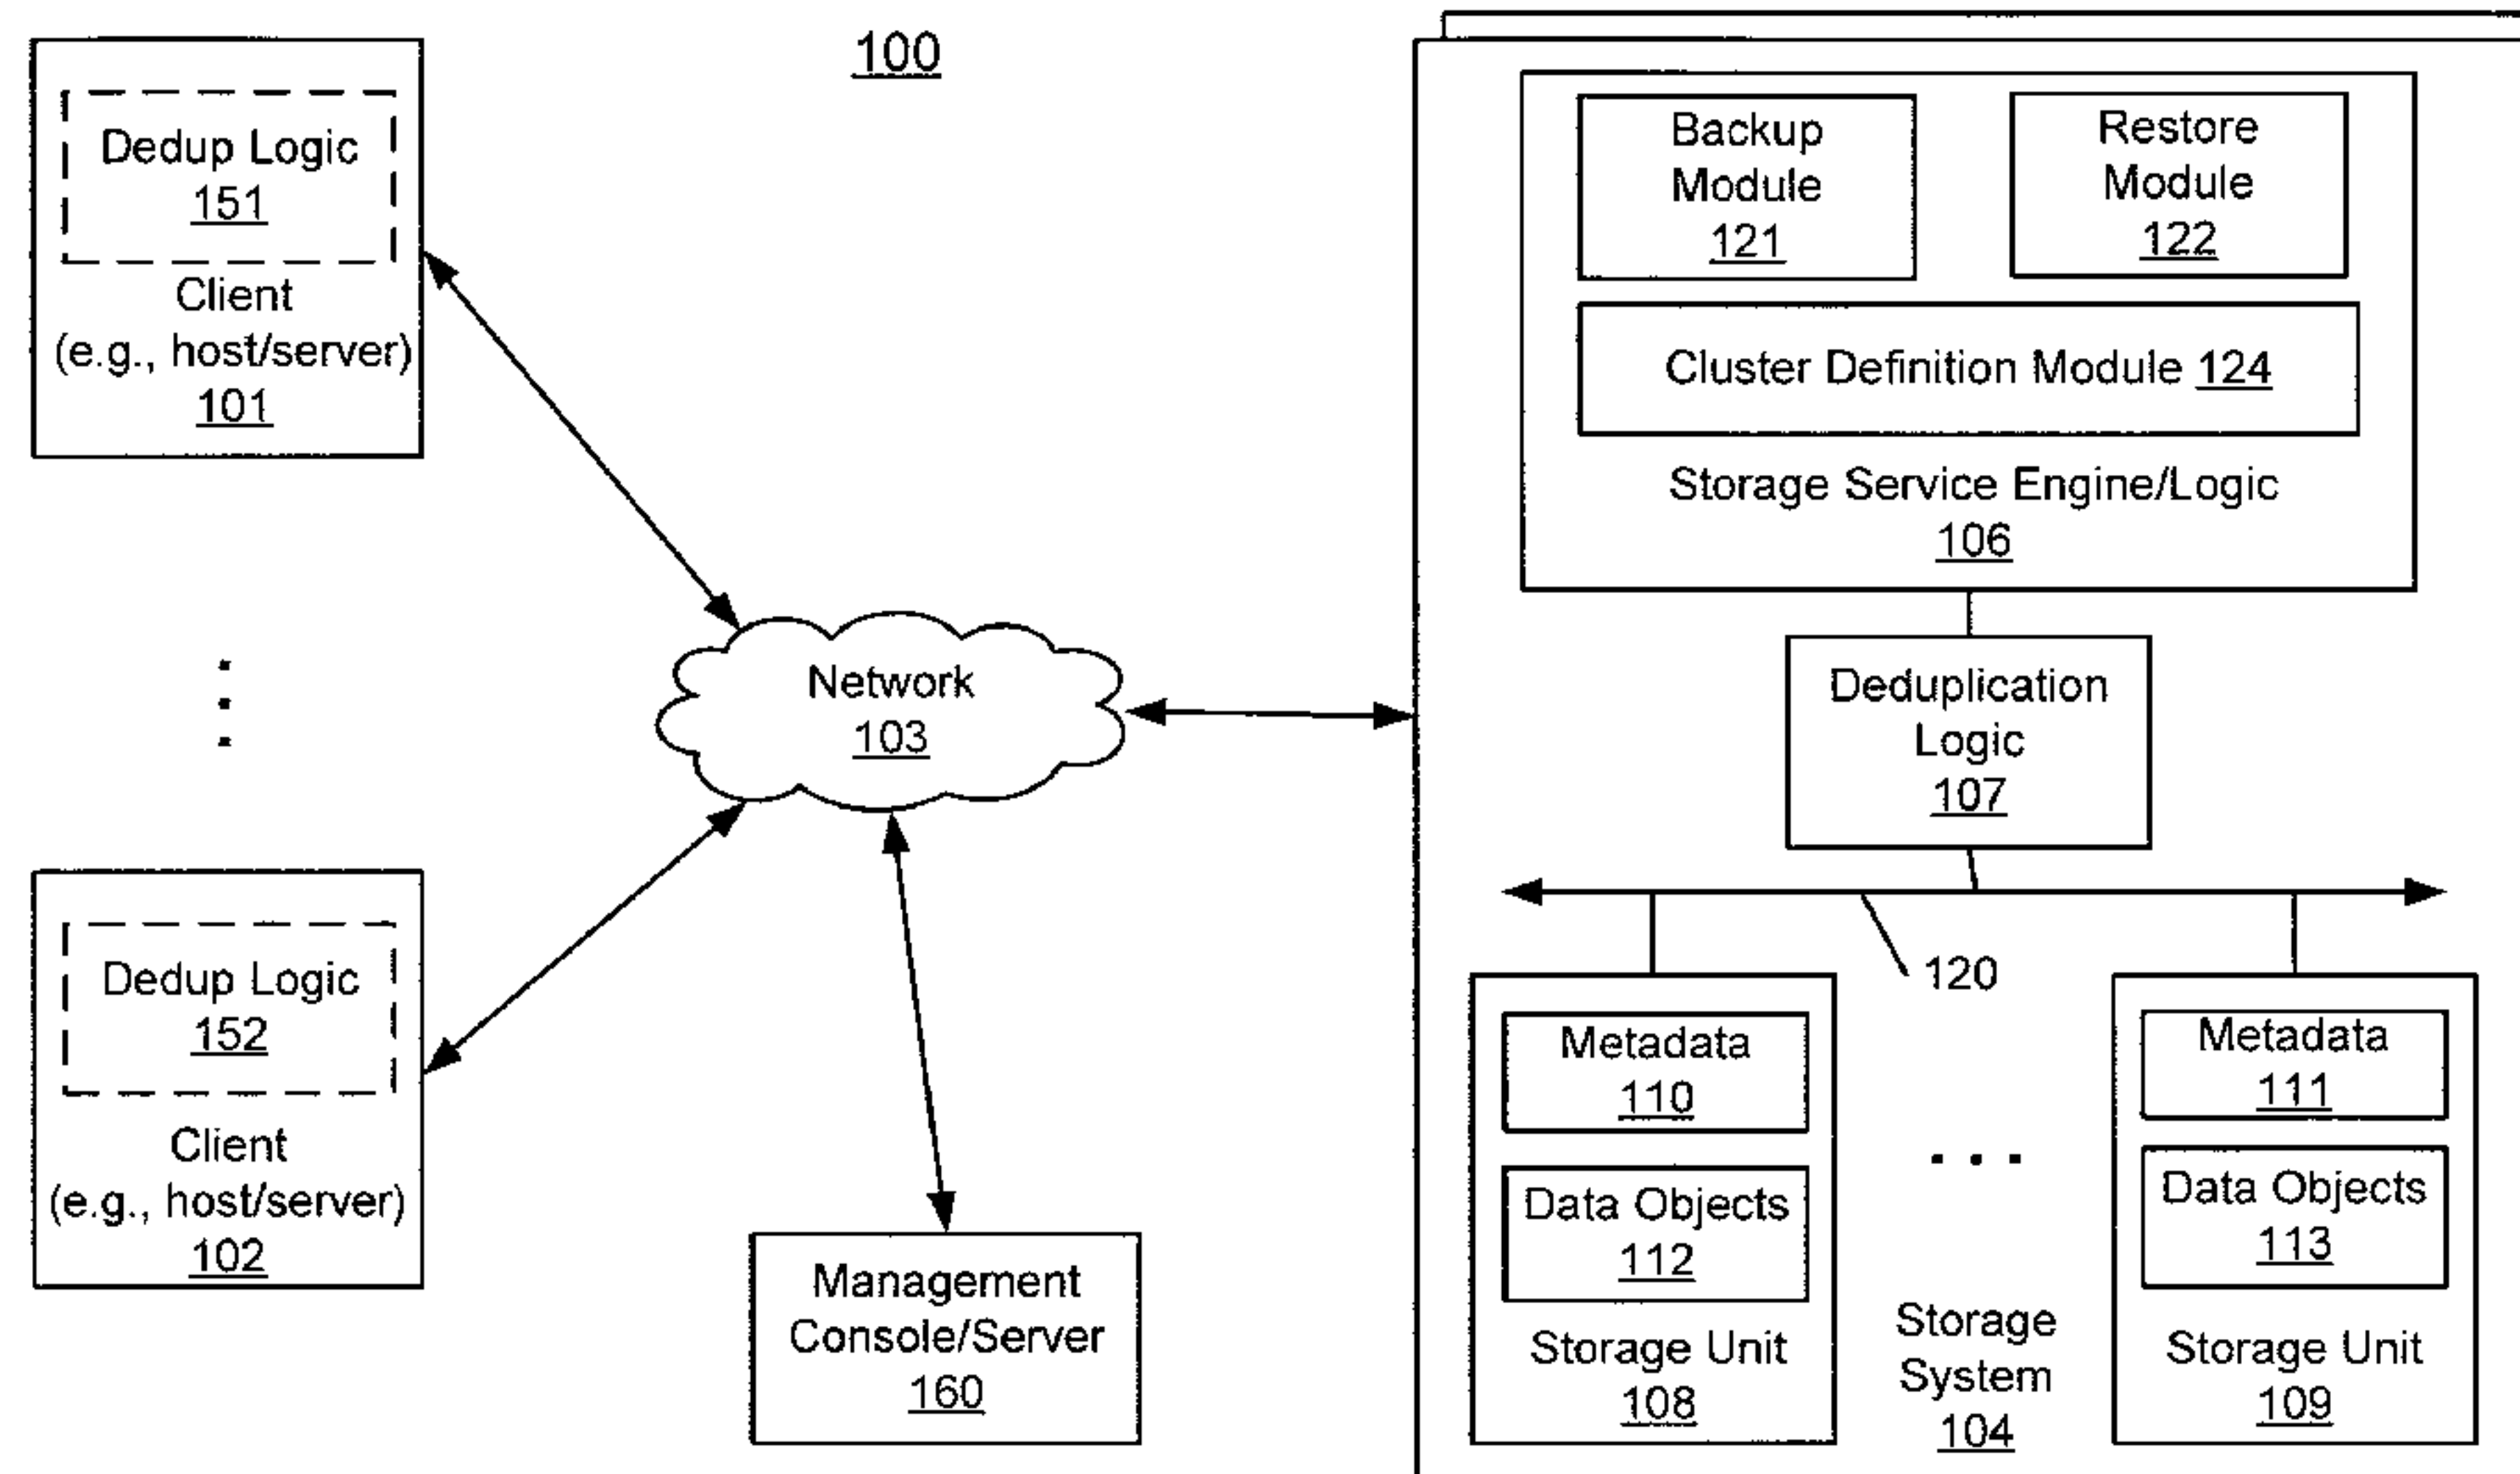 100
Dedup Logic
151
Client
(e.g., host/server)
101
Dedup Logic
152
Client
(e.g., host/server)
102
Network
103
Management
Console/Server
160
Backup
Module
121
Restore
Module
122
Cluster Definition Module 124
Storage Service Engine/Logic
106
Deduplication
Logic
107
120
Metadata
110
Data Objects
112
Storage Unit
108
Storage
System
104
Metadata
111
Data Objects
113
Storage Unit
109